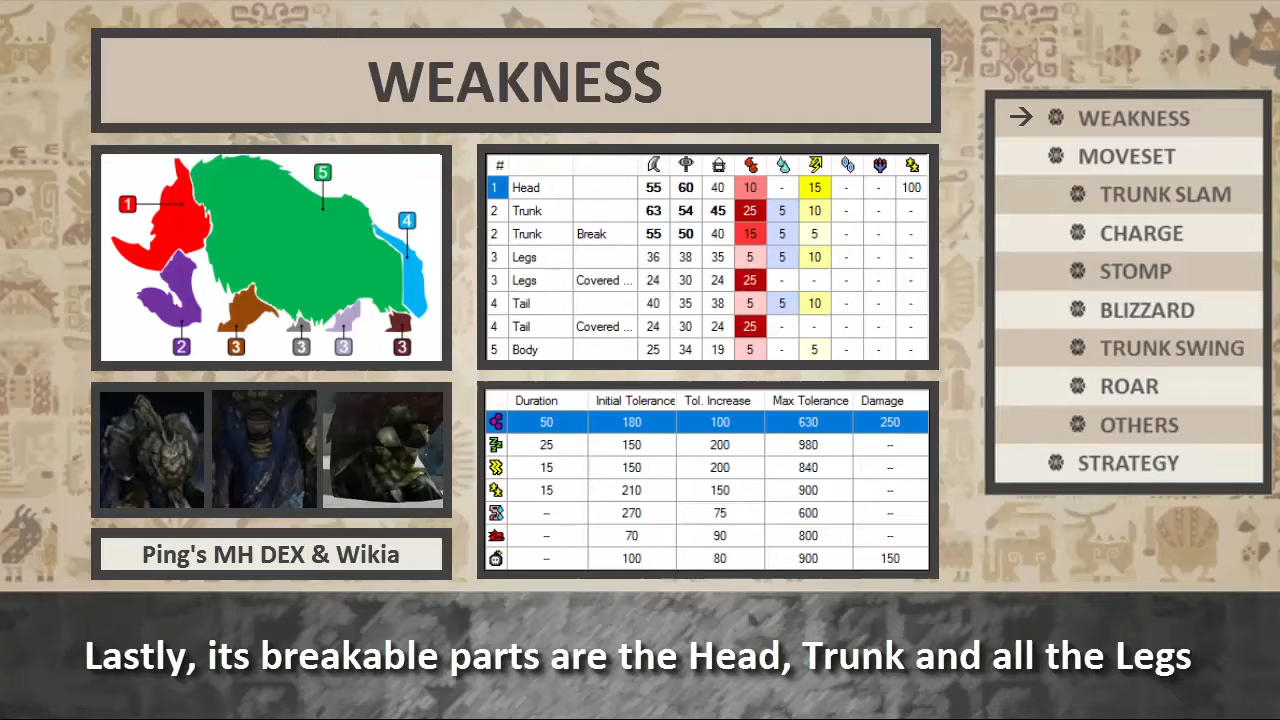 WEAKNESS
1
5
4
2
3
3
3
3
#
1 Head 55 60 40 10 - 15 - - 100
2 Trunk 63 54 45 25 5 10 - - -
2 Trunk Break 55 50 40 15 5 5 - - -
3 Legs 36 38 35 5 5 10 - - -
3 Legs Covered ... 24 30 24 25 - - - - -
4 Tail 40 35 38 5 5 10 - - -
4 Tail Covered ... 24 30 24 25 - - - - -
5 Body 25 34 19 5 - 5 - - -
Duration Initial Tolerance Tol. Increase Max Tolerance Damage
50 180 100 630 250
25 150 200 980 --
15 150 200 840 --
15 210 150 900 --
-- 270 75 600 --
-- 70 90 800 --
-- 100 80 900 150
Ping's MH DEX & Wikia
→ WEAKNESS
MOVESET
TRUNK SLAM
CHARGE
STOMP
BLIZZARD
TRUNK SWING
ROAR
OTHERS
STRATEGY
Lastly, its breakable parts are the Head, Trunk and all the Legs